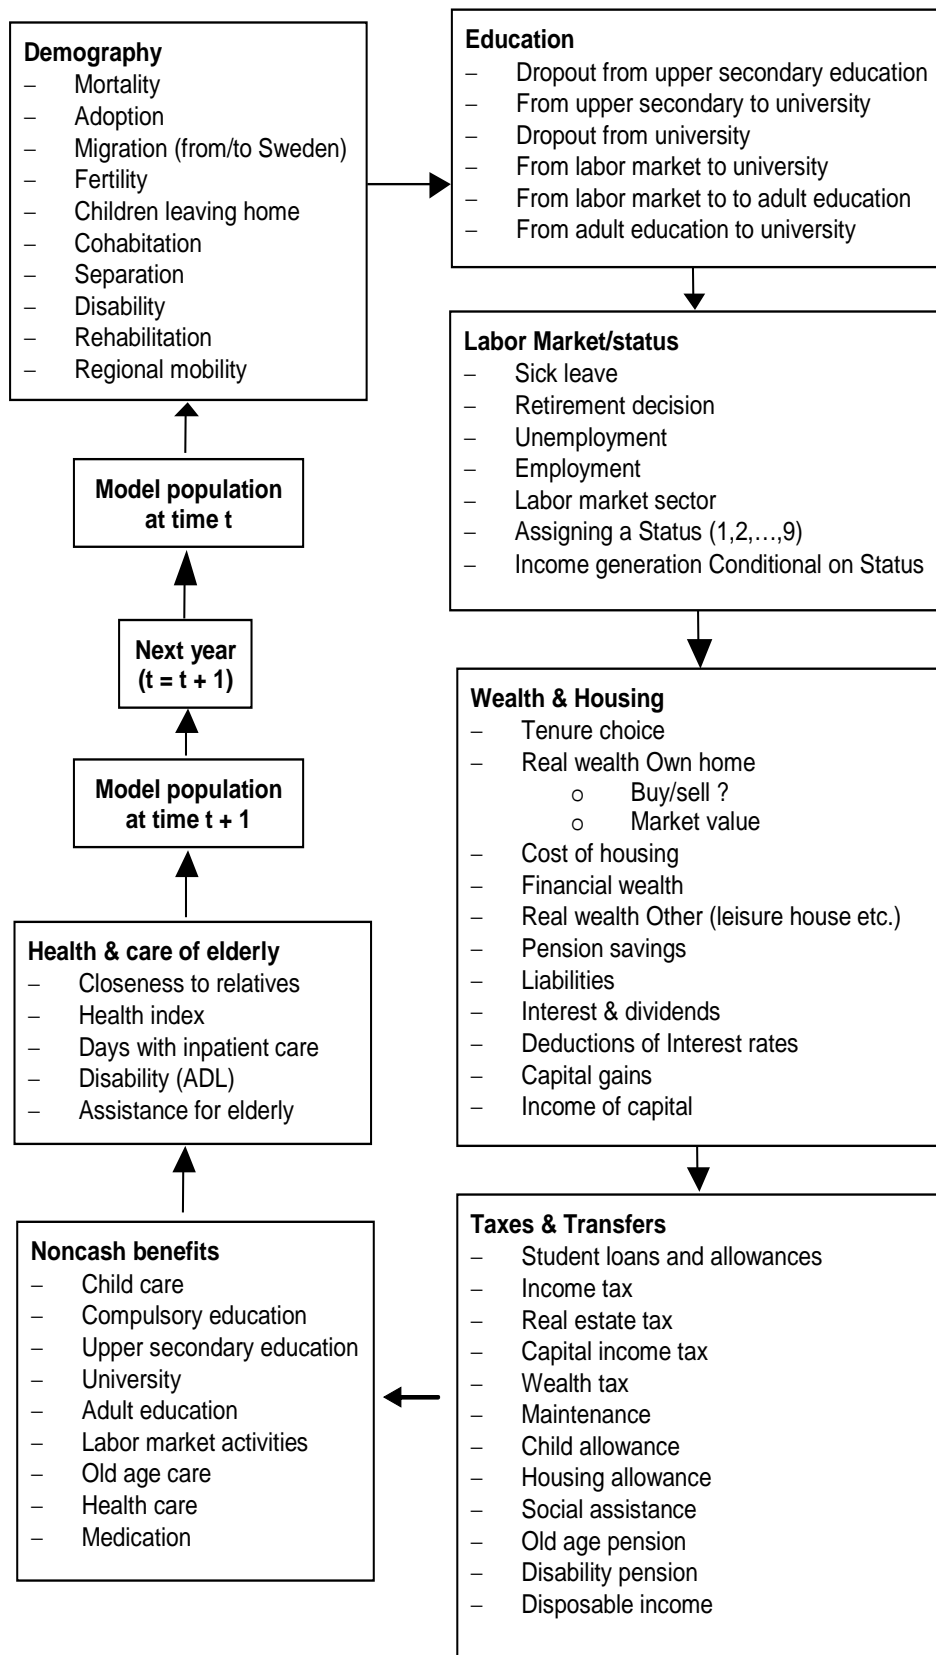 Demography
– Mortality
– Adoption
– Migration (from/to Sweden)
– Fertility
– Children leaving home
– Cohabitation
– Separation
– Disability
– Rehabilitation
– Regional mobility
Education
– Dropout from upper secondary education
– From upper secondary to university
– Dropout from university
– From labor market to university
– From labor market to to adult education
– From adult education to university
Labor Market/status
– Sick leave
– Retirement decision
– Unemployment
– Employment
– Labor market sector
– Assigning a Status (1,2,…,9)
– Income generation Conditional on Status
Wealth & Housing
– Tenure choice
– Real wealth Own home
o Buy/sell ?
o Market value
– Cost of housing
– Financial wealth
– Real wealth Other (leisure house etc.)
– Pension savings
– Liabilities
– Interest & dividends
– Deductions of Interest rates
– Capital gains
– Income of capital
Taxes & Transfers
– Student loans and allowances
– Income tax
– Real estate tax
– Capital income tax
– Wealth tax
– Maintenance
– Child allowance
– Housing allowance
– Social assistance
– Old age pension
– Disability pension
– Disposable income
Noncash benefits
– Child care
– Compulsory education
– Upper secondary education
– University
– Adult education
– Labor market activities
– Old age care
– Health care
– Medication
Health & care of elderly
– Closeness to relatives
– Health index
– Days with inpatient care
– Disability (ADL)
– Assistance for elderly
Model population
at time t + 1
Next year
(t = t + 1)
Model population
at time t